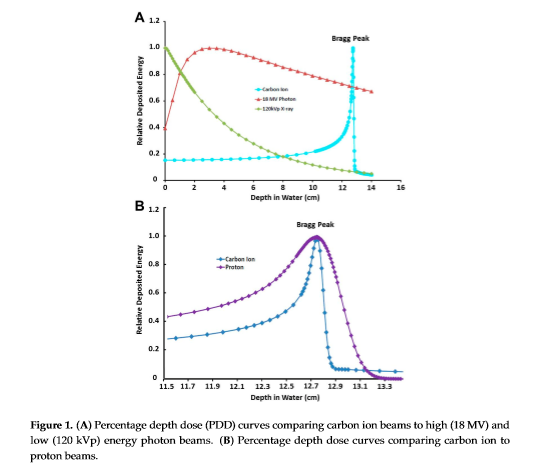 A
1.2
Bragg Peak
1.0
0.8
0.6
0.4
0.2
0
Relative Deposited Energy
Carbon Ion
18 MV Photon
120kVp X-ray
0 2 4 6 8 10 12 14 16
Depth in Water (cm)
B
1.2
Bragg Peak
1.0
0.8
0.6
0.4
0.2
0
Relative Deposited Energy
Carbon Ion
Proton
11.5 11.7 11.9 12.1 12.3 12.5 12.7 12.9 13.1 13.3
Depth in Water (cm)
Figure 1. (A) Percentage depth dose (PDD) curves comparing carbon ion beams to high (18 MV) and
low (120 kVp) energy photon beams. (B) Percentage depth dose curves comparing carbon ion to
proton beams.